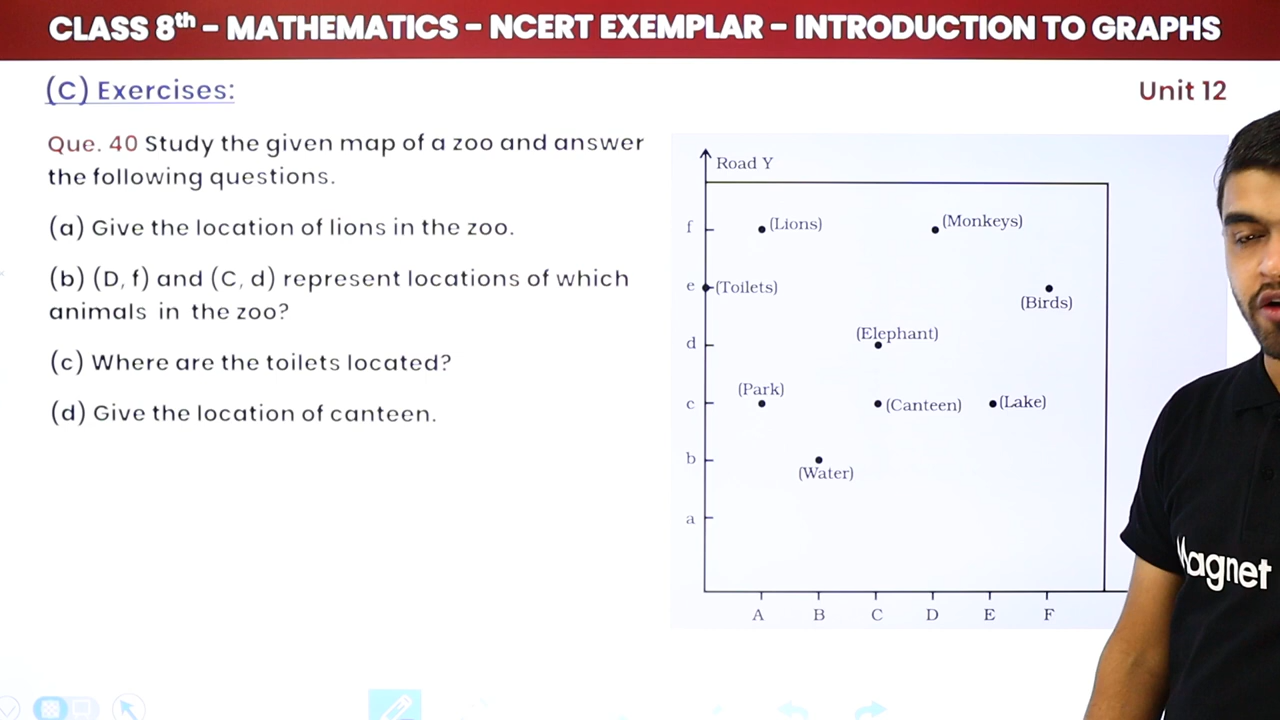 CLASS 8th - MATHEMATICS - NCERT EXEMPLAR - INTRODUCTION TO GRAPHS
(C) Exercises:
Unit 12
Que. 40 Study the given map of a zoo and answer
the following questions.
(a) Give the location of lions in the zoo.
(b) (D, f) and (C, d) represent locations of which
animals in the zoo?
(c) Where are the toilets located?
(d) Give the location of canteen.
Road Y
f
(Lions)
(Monkeys)
e
(Toilets)
(Birds)
(Elephant)
d
(Park)
c
(Canteen)
(Lake)
b
(Water)
a
A B C D E F
Magnet